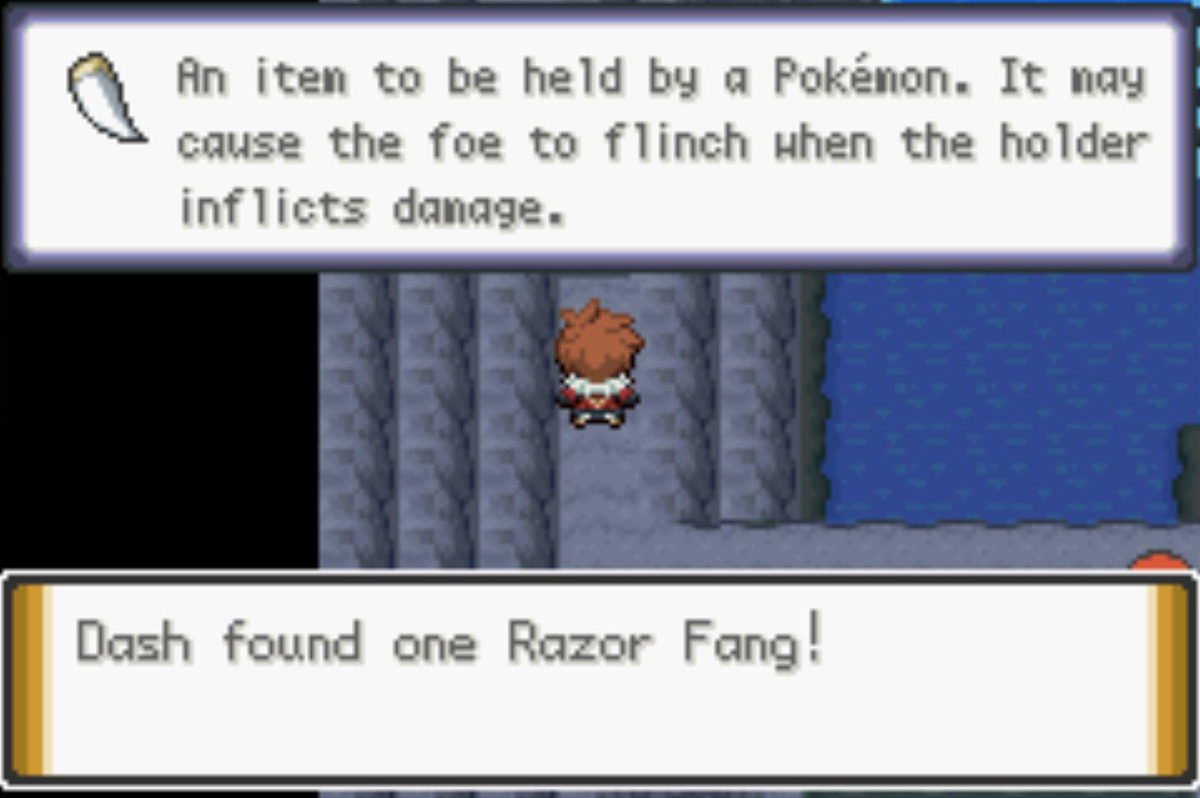 An item to be held by a Pokémon. It may
cause the foe to flinch when the holder
inflicts damage.
Dash found one Razor Fang!